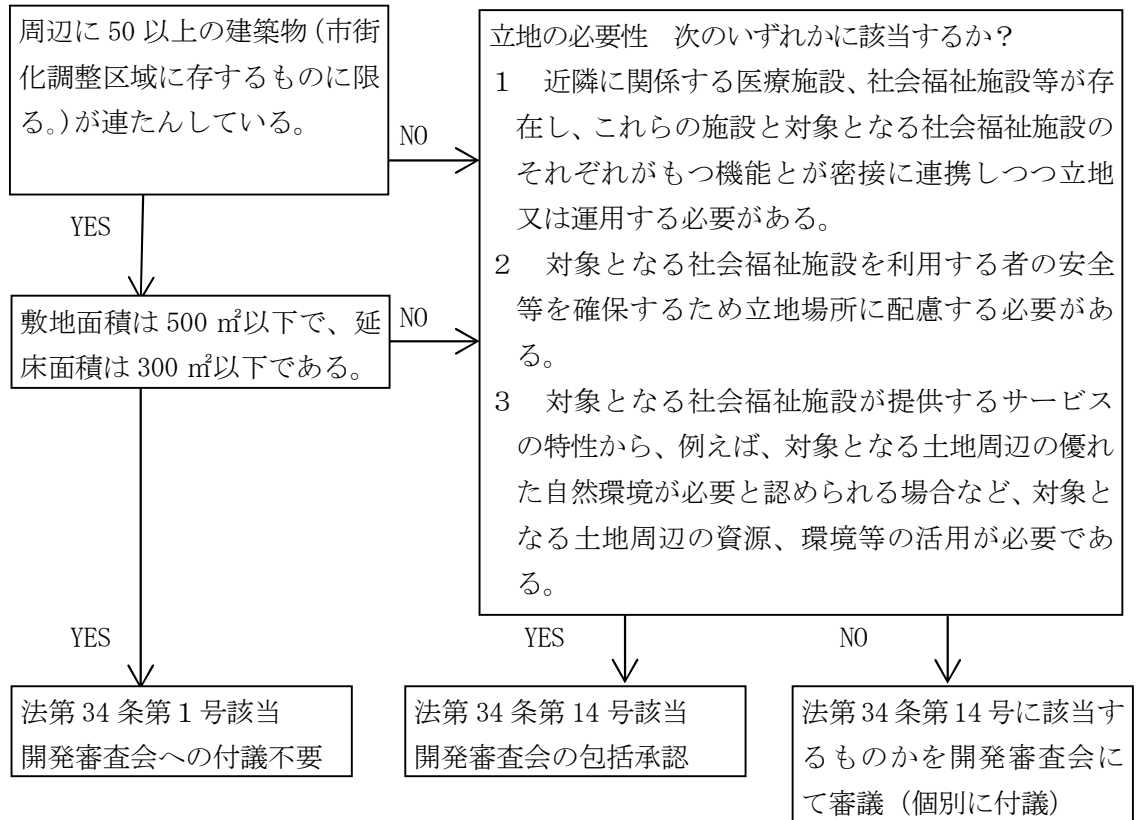 周辺に 50 以上の建築物(市街
化調整区域に存するものに限
る。)が連たんしている。
NO
YES
立地の必要性　次のいずれかに該当するか？
１　近隣に関係する医療施設、社会福祉施設等が存
在し、これらの施設と対象となる社会福祉施設の
それぞれがもつ機能とが密接に連携しつつ立地
又は運用する必要がある。
２　対象となる社会福祉施設を利用する者の安全
等を確保するため立地場所に配慮する必要があ
る。
３　対象となる社会福祉施設が提供するサービス
の特性から、例えば、対象となる土地周辺の優れ
た自然環境が必要と認められる場合など、対象と
なる土地周辺の資源、環境等の活用が必要であ
る。
敷地面積は 500 ㎡以下で、延
床面積は 300 ㎡以下である。
NO
YES
YES
NO
法第 34 条第１号該当
開発審査会への付議不要
法第 34 条第 14 号該当
開発審査会の包括承認
法第 34 条第 14 号に該当す
るものかを開発審査会に
て審議（個別に付議）